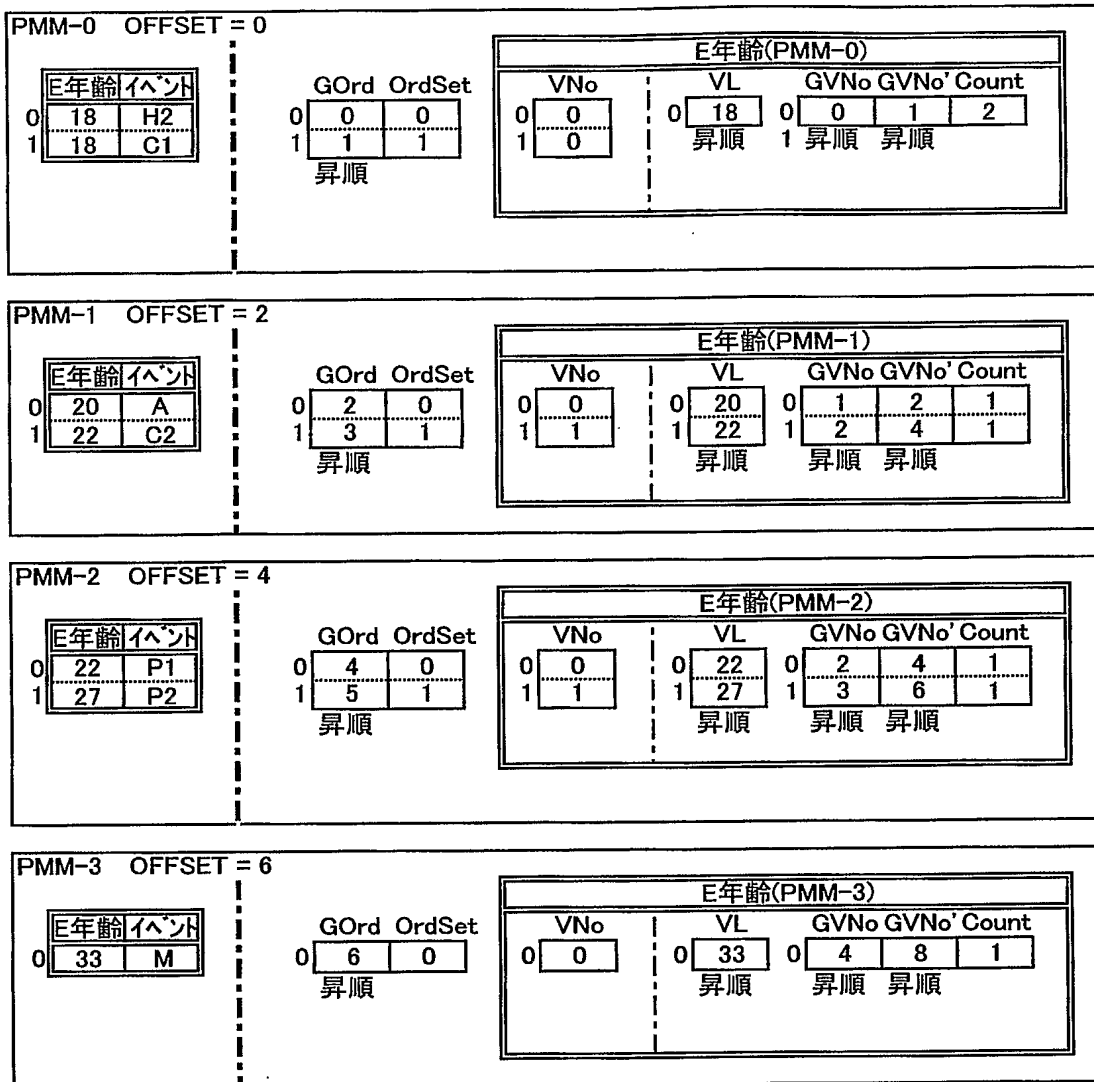 PMM-0 OFFSET = 0
E年齢(PMM-0)
E年齢 イベント GOrd OrdSet VNo VL GVNo GVNo' Count
0 18 H2 0 0 0 0 0 0 18 0 0 1 2
1 18 C1 1 1 1 1 0 昇順 1 昇順 昇順
昇順
PMM-1 OFFSET = 2
E年齢(PMM-1)
E年齢 イベント GOrd OrdSet VNo VL GVNo GVNo' Count
0 20 A 0 2 0 0 0 0 20 0 1 2 1
1 22 C2 1 3 1 1 1 1 22 1 2 4 1
昇順 昇順 昇順 昇順
PMM-2 OFFSET = 4
E年齢(PMM-2)
E年齢 イベント GOrd OrdSet VNo VL GVNo GVNo' Count
0 22 P1 0 4 0 0 0 0 22 0 2 4 1
1 27 P2 1 5 1 1 1 1 27 1 3 6 1
昇順 昇順 昇順 昇順
PMM-3 OFFSET = 6
E年齢(PMM-3)
E年齢 イベント GOrd OrdSet VNo VL GVNo GVNo' Count
0 33 M 0 6 0 0 0 0 33 0 4 8 1
昇順 昇順 昇順 昇順